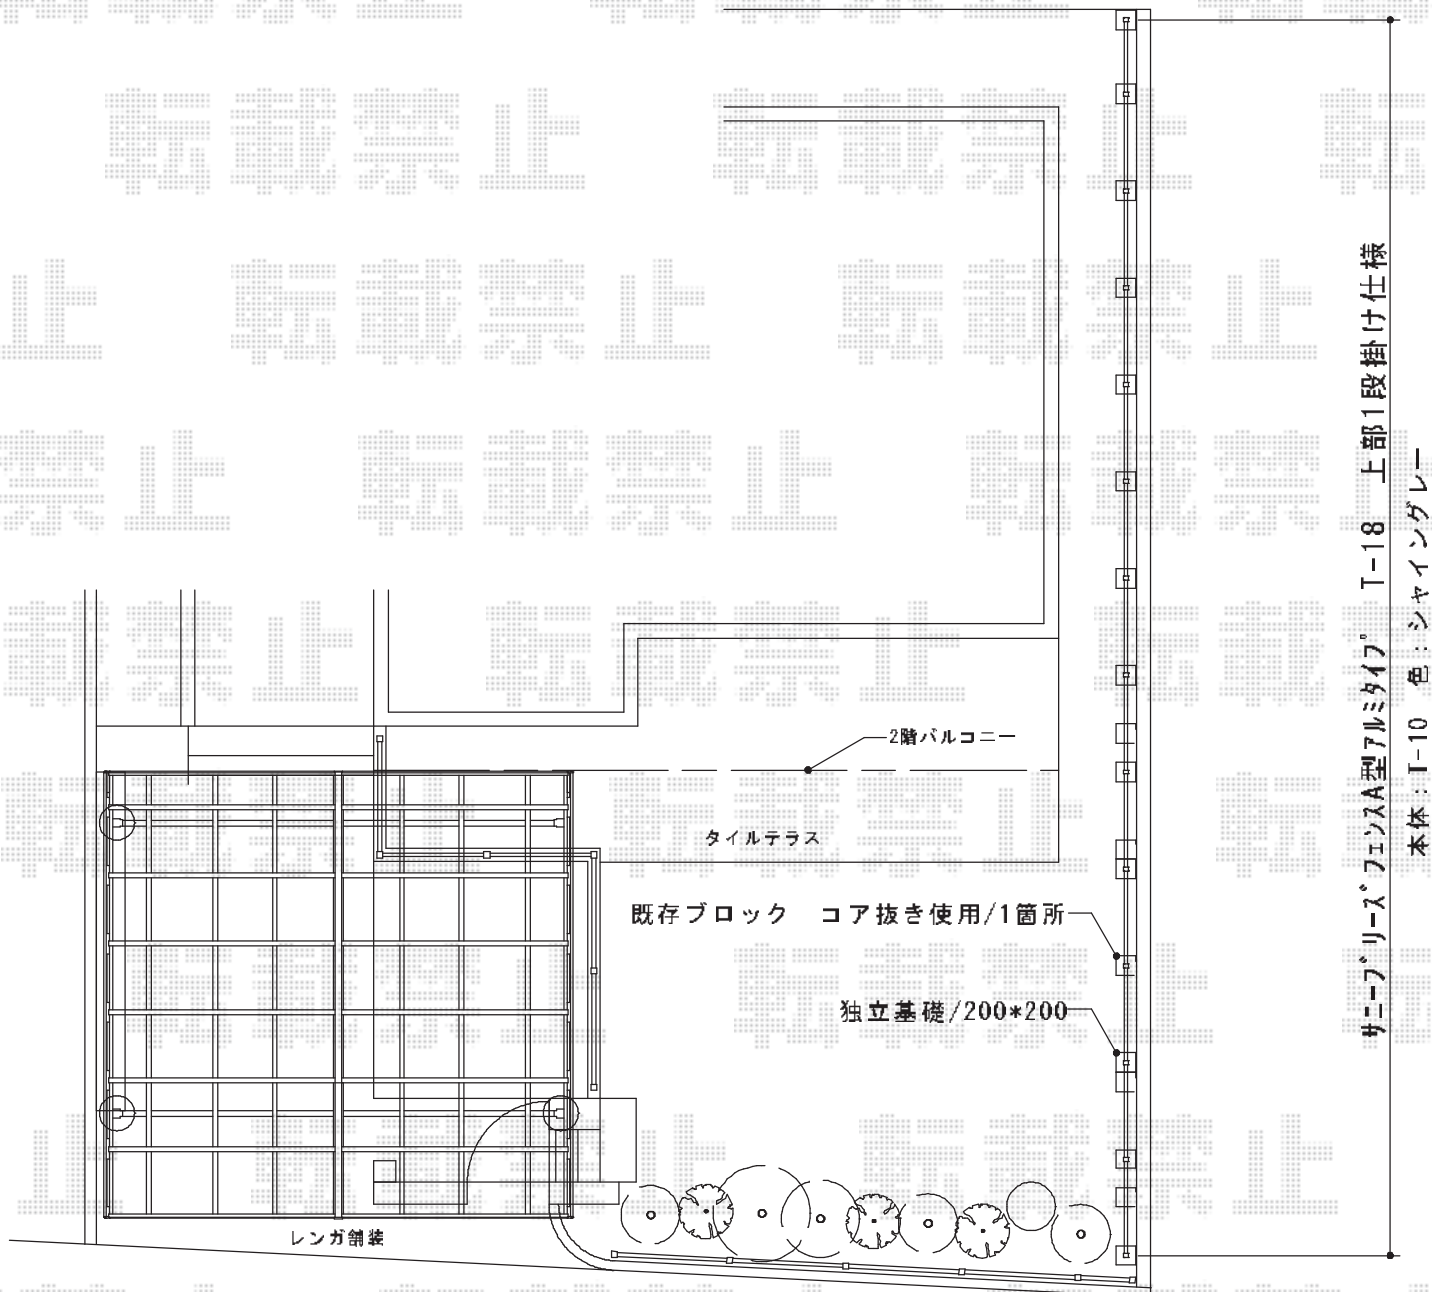 転載禁止
2階バルコニー
タイルテラス
既存ブロック コア抜き使用/1箇所
独立基礎/200*200
レンガ舗装
サニーブリーズフェンスA型アルミタイプ T-18 上部1段掛け仕様
本体:T-10 色:シャイングレー